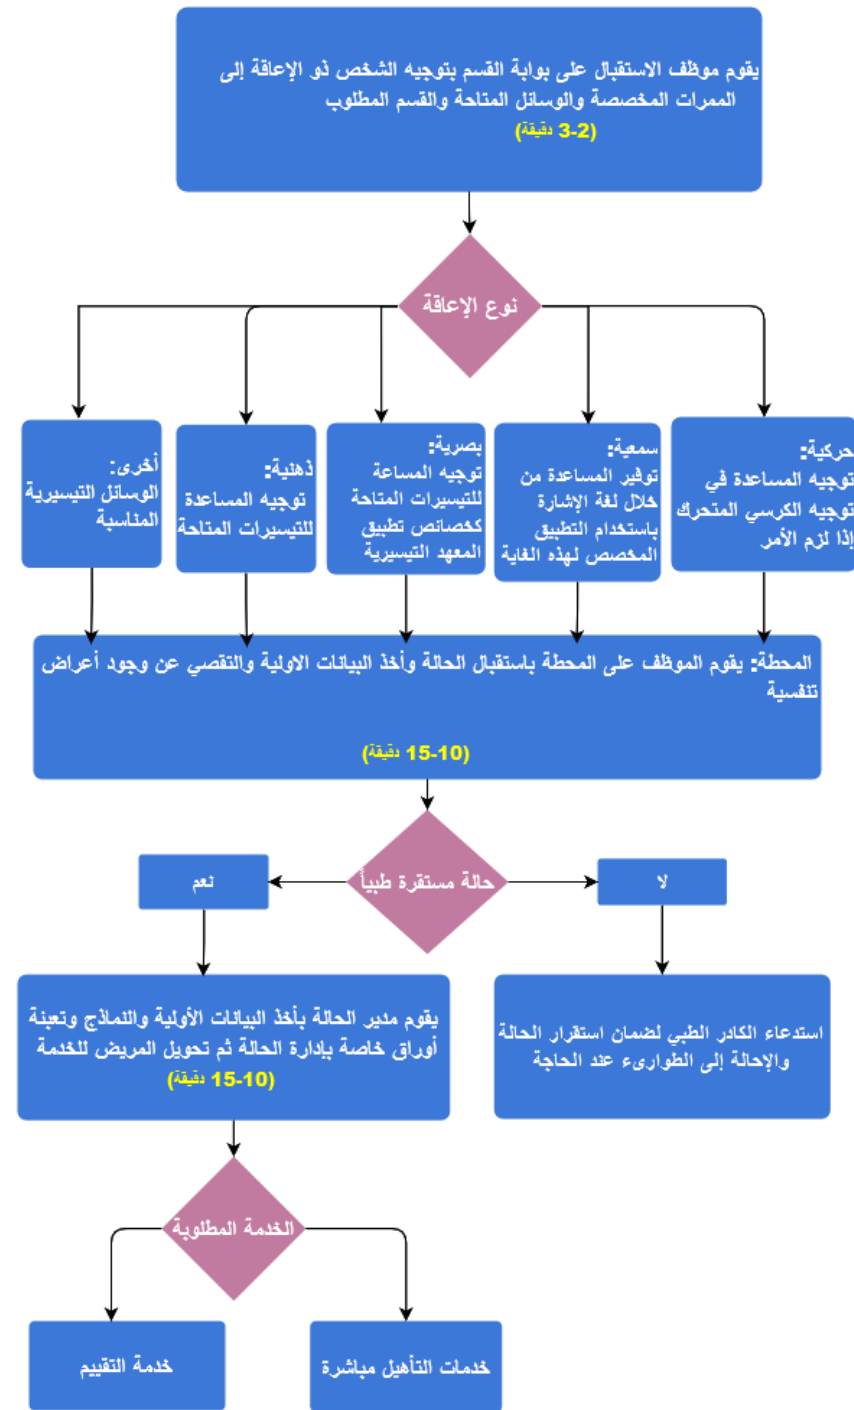 يقوم موظف الاستقبال على بوابة القسم بتوجيه الشخص ذو الإعاقة إلى
الممرات المخصصة والوسائل المتاحة والقسم المطلوب
(2-3 دقيقة)
نوع الإعاقة
حركية:
توجيه المساعدة في
توجيه الكرسي المتحرك
إذا لزم الأمر
سمعية:
توفير المساعدة من
خلال لغة الإشارة
باستخدام التطبيق
المخصص لهذه الغاية
بصرية:
توجيه المساعة
للتيسيرات المتاحة
كخصائص تطبيق
المعهد التيسيرية
ذهنية:
توجيه المساعدة
للتيسيرات المتاحة
أخرى:
الوسائل التيسيرية
المناسبة
المحطة: يقوم الموظف على المحطة باستقبال الحالة وأخذ البيانات الاولية والتقصي عن وجود أعراض
تنفسية
(10-15 دقيقة)
حالة مستقرة طبياً
لا
نعم
استدعاء الكادر الطبي لضمان استقرار الحالة
والإحالة إلى الطوارىء عند الحاجة
يقوم مدير الحالة بأخذ البيانات الأولية والنماذج وتعبئة
أوراق خاصة بإدارة الحالة ثم تحويل المريض للخدمة
(10-15 دقيقة)
الخدمة المطلوبة
خدمات التأهيل مباشرة
خدمة التقييم